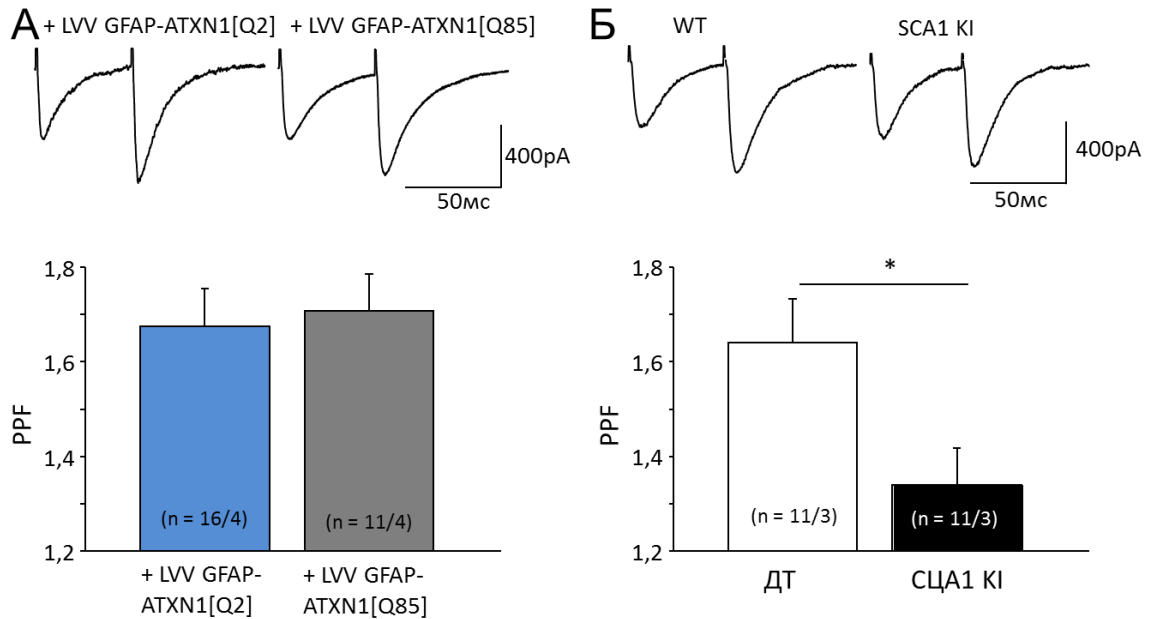 А
+ LVV GFAP-ATXN1[Q2]
+ LVV GFAP-ATXN1[Q85]
400pA
50мс
1,8
1,6
1,4
1,2
PPF
(n = 16/4)
(n = 11/4)
+ LVV GFAP-
ATXN1[Q2]
+ LVV GFAP-
ATXN1[Q85]
Б
WT
SCA1 KI
400pA
50мс
*
1,8
1,6
1,4
1,2
PPF
(n = 11/3)
(n = 11/3)
ДТ
СЦА1 KI